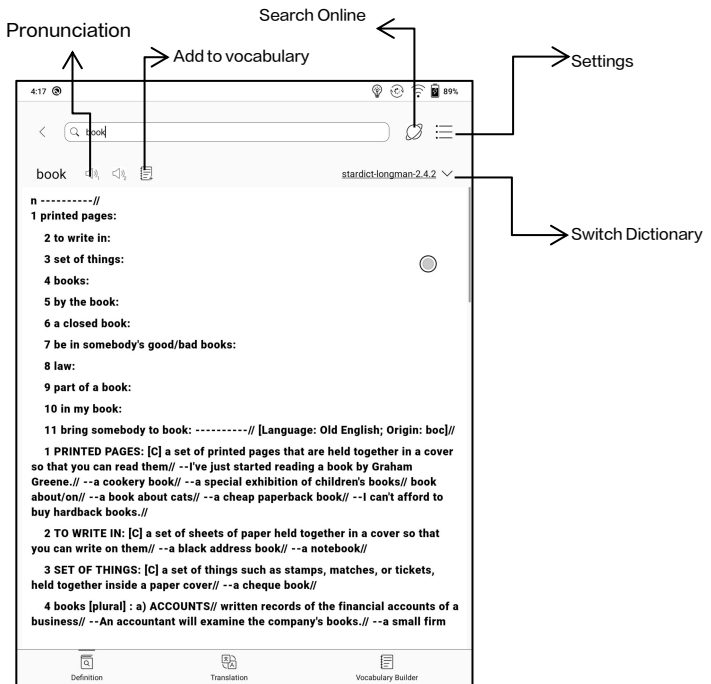 Search Online
Pronunciation
Add to vocabulary
Settings
4:17
89%
book
book
stardict-longman-2.4.2
Switch Dictionary
n ----------//
1 printed pages:
2 to write in:
3 set of things:
4 books:
5 by the book:
6 a closed book:
7 be in somebody's good/bad books:
8 law:
9 part of a book:
10 in my book:
11 bring somebody to book: ----------// [Language: Old English; Origin: boc]//
1 PRINTED PAGES: [C] a set of printed pages that are held together in a cover
so that you can read them// --I've just started reading a book by Graham
Greene.// --a cookery book// --a special exhibition of children's books// book
about/on// --a book about cats// --a cheap paperback book// --I can't afford to
buy hardback books.//
2 TO WRITE IN: [C] a set of sheets of paper held together in a cover so that
you can write on them// --a black address book// --a notebook//
3 SET OF THINGS: [C] a set of things such as stamps, matches, or tickets,
held together inside a paper cover// --a cheque book//
4 books [plural] : a) ACCOUNTS// written records of the financial accounts of a
business// --An accountant will examine the company's books.// --a small firm
Definition
Translation
Vocabulary Builder